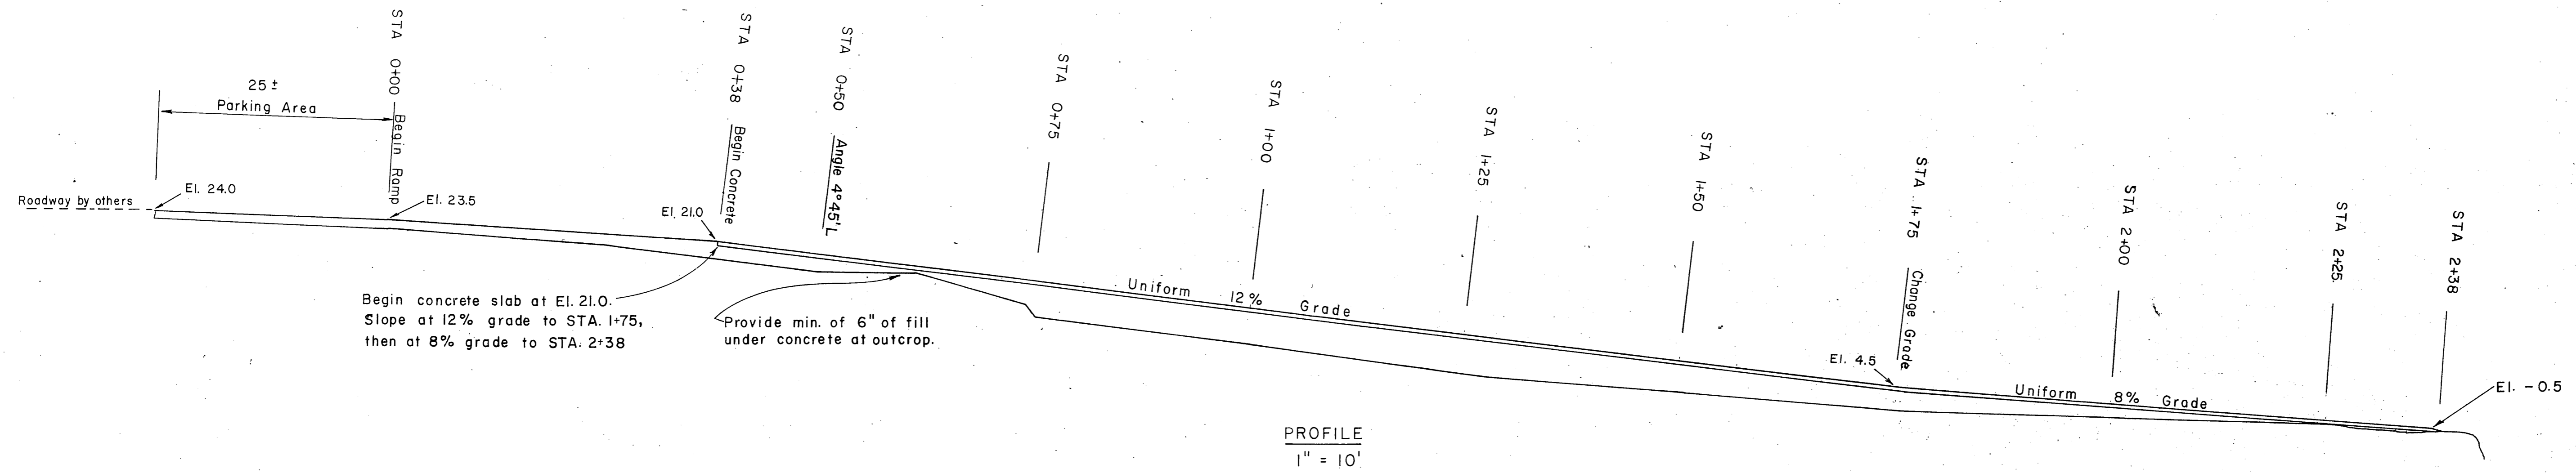 STA 0+00 Begin Ramp
STA 0+38 Begin Concrete
STA 0+50 Angle 4°45'L
STA 0+75
STA 1+00
STA 1+25
STA 1+50
STA 1+75 Change Grade
STA 2+00
STA 2+25
STA 2+38
25 ±
Parking Area
Roadway by others
El. 24.0
El. 23.5
El. 21.0
Uniform 12% Grade
El. 4.5
Uniform 8% Grade
El. - 0.5
Begin concrete slab at El. 21.0.
Slope at 12% grade to STA. 1+75,
then at 8% grade to STA. 2+38
Provide min. of 6" of fill
under concrete at outcrop.
PROFILE
1" = 10'